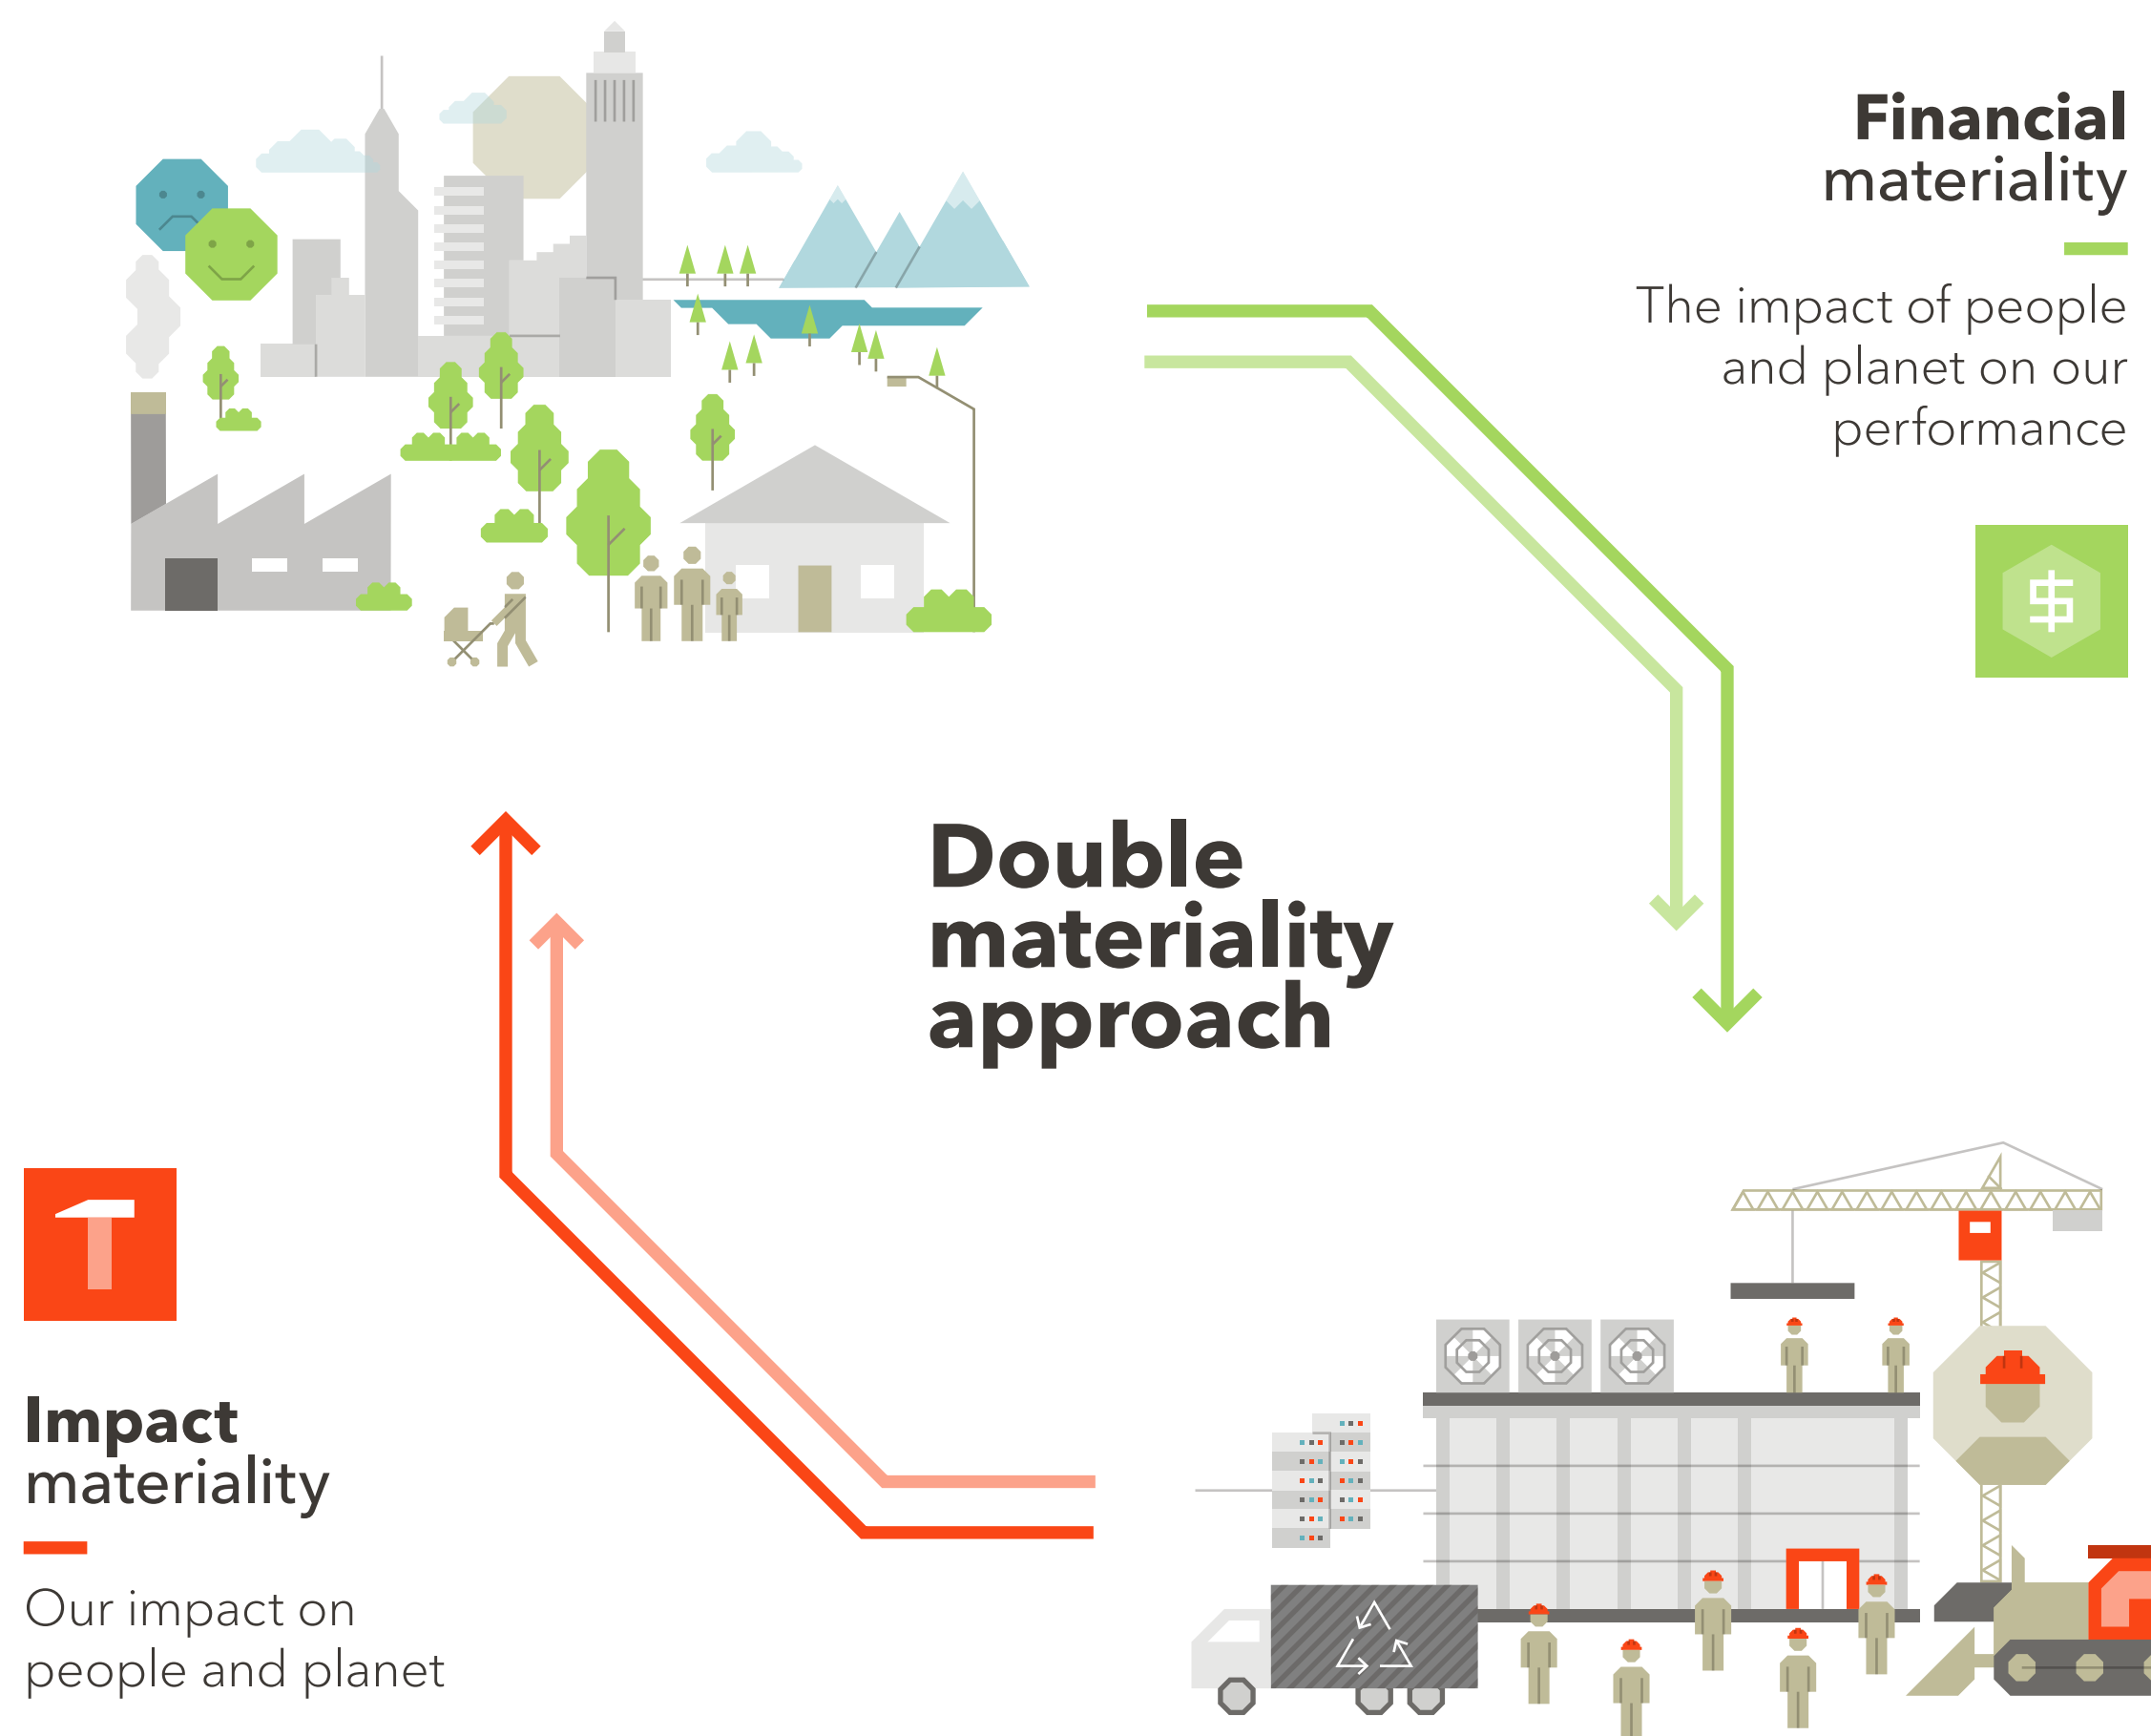 Financial
materiality
The impact of people
and planet on our
performance
$
Double
materiality
approach
Impact
materiality
Our impact on
people and planet